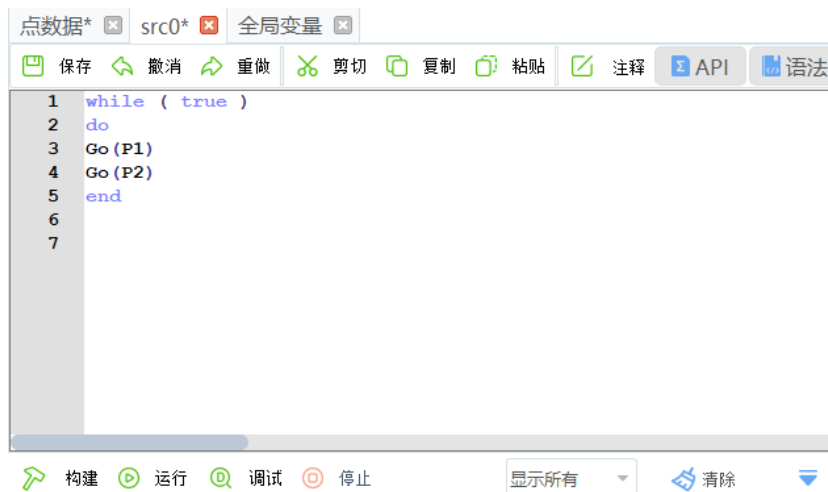 点数据* src0* 全局变量
保存 撤消 重做 剪切 复制 粘贴 注释 API 语法
1 while ( true )
2 do
3 Go(P1)
4 Go(P2)
5 end
6
7
构建 运行 调试 停止 显示所有 清除